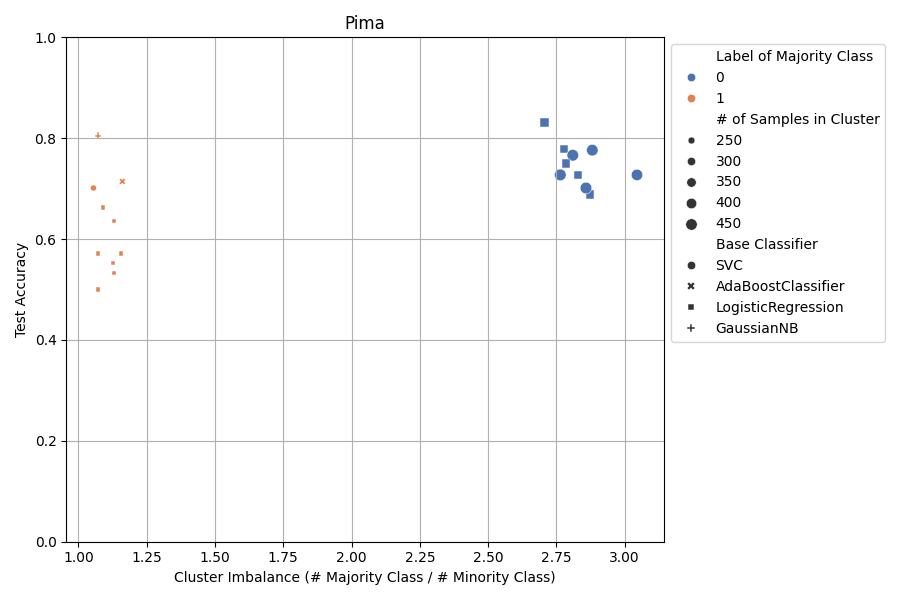 Pima
1.0
0.8
0.6
0.4
0.2
0.0
Test Accuracy
1.00 1.25 1.50 1.75 2.00 2.25 2.50 2.75 3.00
Cluster Imbalance (# Majority Class / # Minority Class)
Label of Majority Class
0
1
# of Samples in Cluster
250
300
350
400
450
Base Classifier
SVC
AdaBoostClassifier
LogisticRegression
GaussianNB